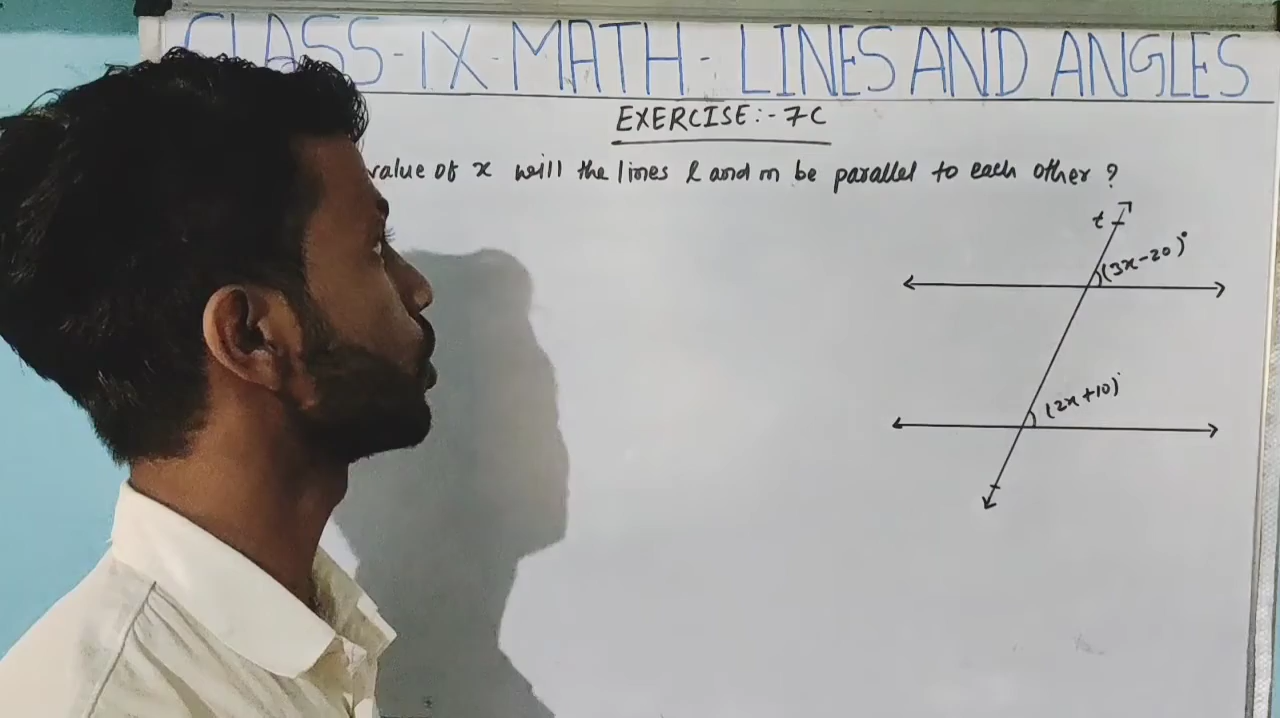 CLASS-IX-MATH- LINES AND ANGLES
EXERCISE:-7C
value of x will the lines l and m be parallel to each other ?
t
(3x-20)°
(2x+10)°